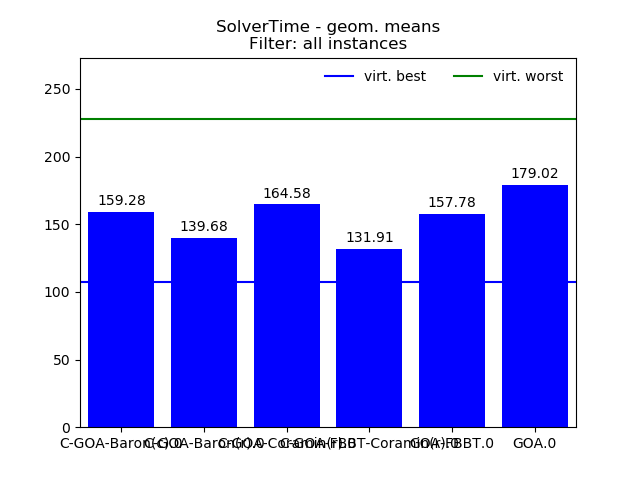 SolverTime - geom. means
Filter: all instances
virt. best
virt. worst
250
200
150
100
50
0
159.28
139.68
164.58
131.91
157.78
179.02
GOA.0